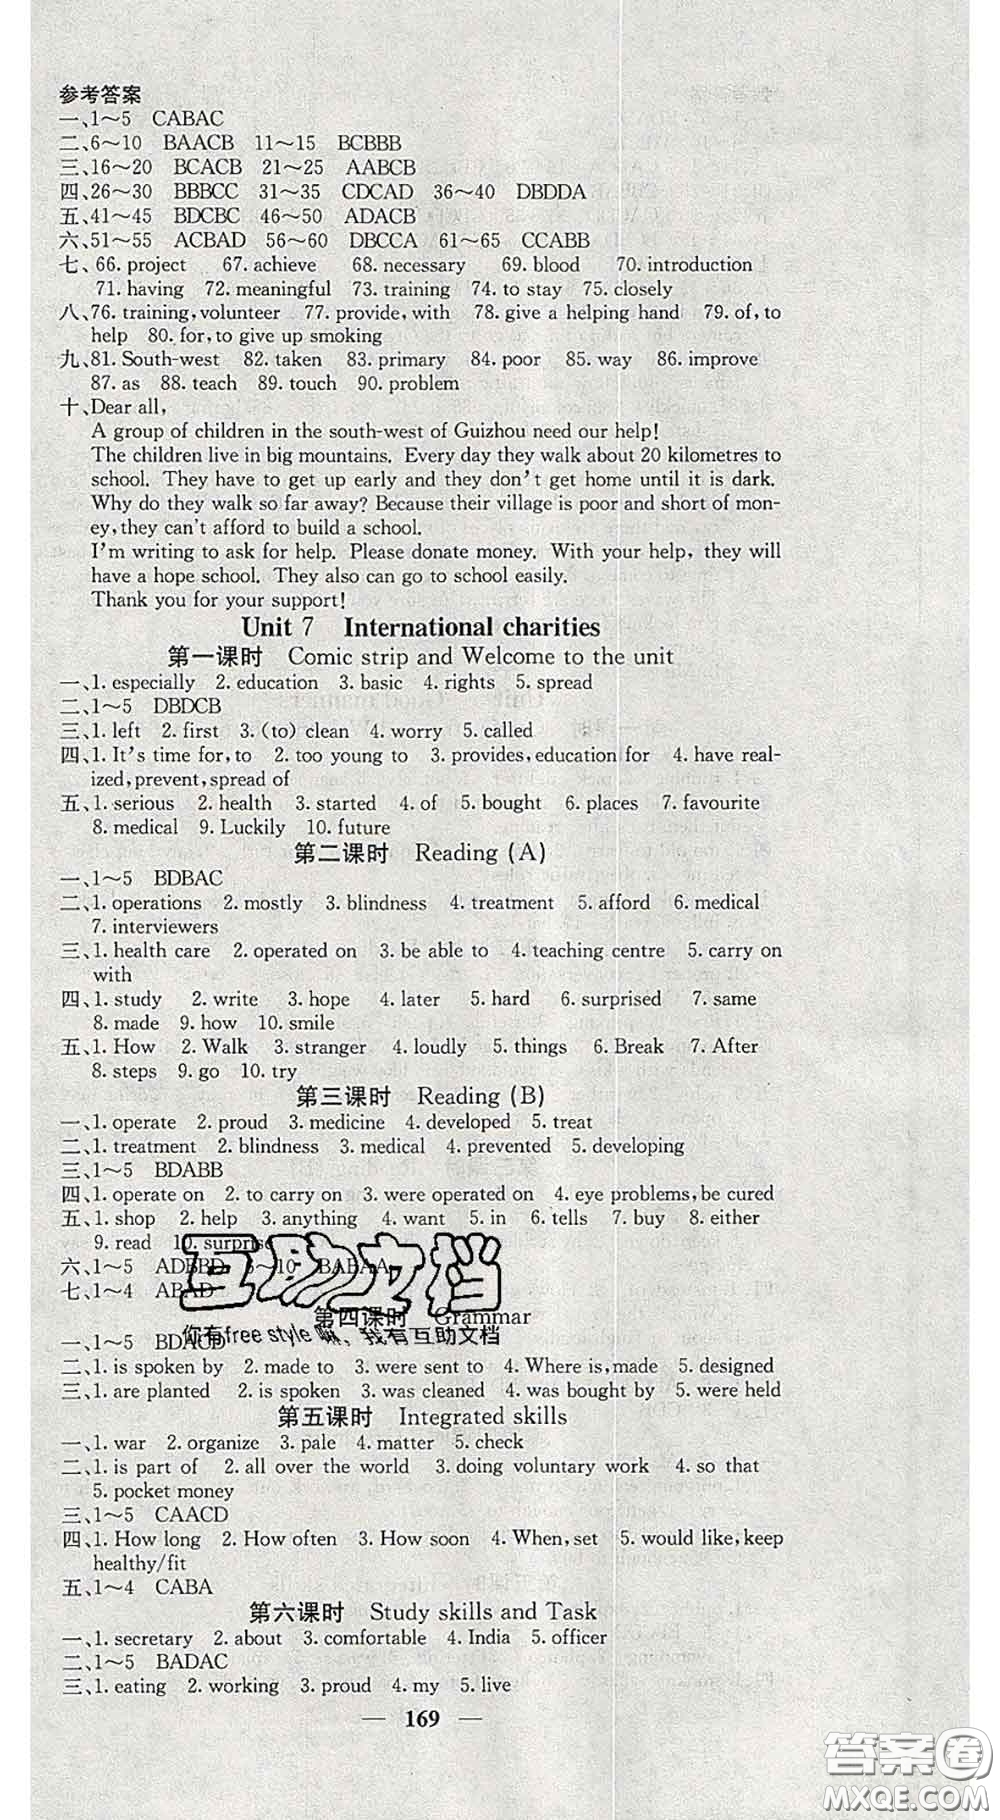 参考答案
一、1～5 CABAC
二、6～10 BAACB 11～15 BCBBB
三、16～20 BCACB 21～25 AABCB
四、26～30 BBBCC 31～35 CDCAD 36～40 DBDDA
五、41～45 BDCBC 46～50 ADACB
六、51～55 ACBAD 56～60 DBCCA 61～65 CCABB
七、66. project 67. achieve 68. necessary 69. blood 70. introduction
71. having 72. meaningful 73. training 74. to stay 75. closely
八、76. training, volunteer 77. provide, with 78. give a helping hand 79. of, to
help 80. for, to give up smoking
九、81. South-west 82. taken 83. primary 84. poor 85. way 86. improve
87. as 88. teach 89. touch 90. problem
十、Dear all,
A group of children in the south-west of Guizhou need our help!
The children live in big mountains. Every day they walk about 20 kilometres to
school. They have to get up early and they don't get home until it is dark.
Why do they walk so far away? Because their village is poor and short of mon-
ey, they can't afford to build a school.
I'm writing to ask for help. Please donate money. With your help, they will
have a hope school. They also can go to school easily.
Thank you for your support!
Unit 7 International charities
第一课时 Comic strip and Welcome to the unit
一、1. especially 2. education 3. basic 4. rights 5. spread
二、1～5 DBDCB
三、1. left 2. first 3. (to) clean 4. worry 5. called
四、1. It's time for, to 2. too young to 3. provides, education for 4. have real-
ized, prevent, spread of
五、1. serious 2. health 3. started 4. of 5. bought 6. places 7. favourite
8. medical 9. Luckily 10. future
第二课时 Reading (A)
一、1～5 BDBAC
二、1. operations 2. mostly 3. blindness 4. treatment 5. afford 6. medical
7. interviewers
三、1. health care 2. operated on 3. be able to 4. teaching centre 5. carry on
with
四、1. study 2. write 3. hope 4. later 5. hard 6. surprised 7. same
8. made 9. how 10. smile
五、1. How 2. Walk 3. stranger 4. loudly 5. things 6. Break 7. After
8. steps 9. go 10. try
第三课时 Reading (B)
一、1. operate 2. proud 3. medicine 4. developed 5. treat
二、1. treatment 2. blindness 3. medical 4. prevented 5. developing
三、1～5 BDABB
四、1. operate on 2. to carry on 3. were operated on 4. eye problems, be cured
五、1. shop 2. help 3. anything 4. want 5. in 6. tells 7. buy 8. either
9. read 10. surprise
六、1～5 ADBBD 6～10 BABAA
七、1～4 ABAD
互助文档
第四课时 Grammar
你有free style嘛，我有互助文档
一、1～5 BDACD
二、1. is spoken by 2. made to 3. were sent to 4. Where is, made 5. designed
三、1. are planted 2. is spoken 3. was cleaned 4. was bought by 5. were held
第五课时 Integrated skills
一、1. war 2. organize 3. pale 4. matter 5. check
二、1. is part of 2. all over the world 3. doing voluntary work 4. so that
5. pocket money
三、1～5 CAACD
四、1. How long 2. How often 3. How soon 4. When, set 5. would like, keep
healthy/fit
五、1～4 CABA
第六课时 Study skills and Task
一、1. secretary 2. about 3. comfortable 4. India 5. officer
二、1～5 BADAC
三、1. eating 2. working 3. proud 4. my 5. live
— 169 —
答案圈
MXQE.COM